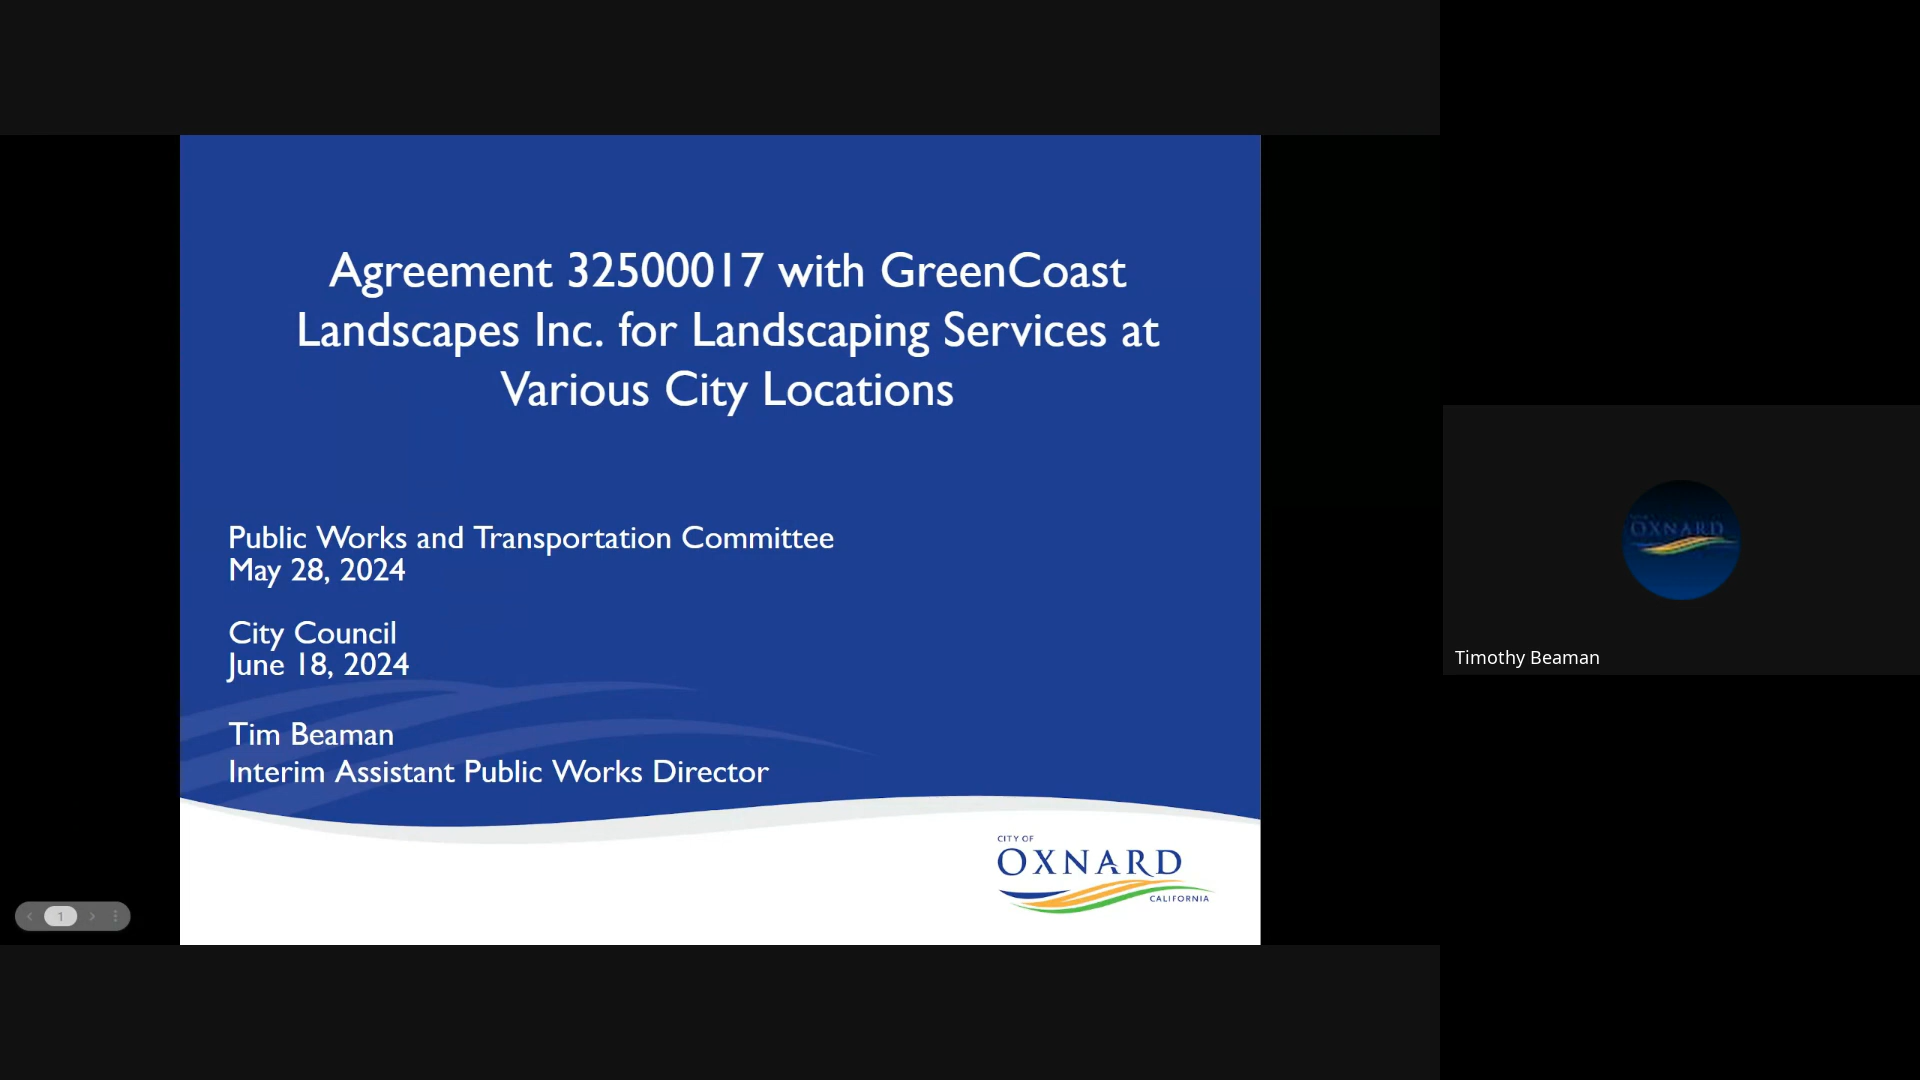 Agreement 32500017 with GreenCoast
Landscapes Inc. for Landscaping Services at
Various City Locations
Public Works and Transportation Committee
May 28, 2024
City Council
June 18, 2024
Tim Beaman
Interim Assistant Public Works Director
CITY OF
OXNARD
CALIFORNIA
1
OXNARD
Timothy Beaman